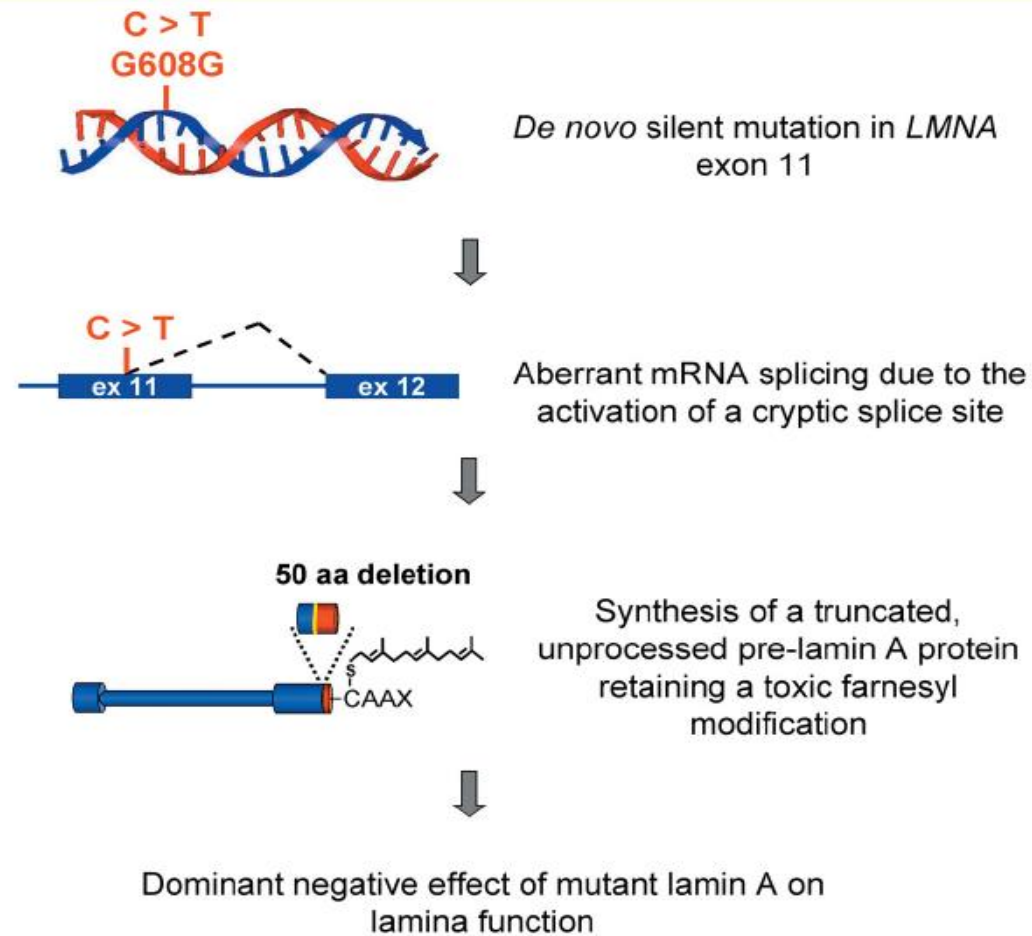 C > T
G608G
De novo silent mutation in LMNA
exon 11
C > T
ex 11
ex 12
Aberrant mRNA splicing due to the
activation of a cryptic splice site
50 aa deletion
S
CAAX
Synthesis of a truncated,
unprocessed pre-lamin A protein
retaining a toxic farnesyl
modification
Dominant negative effect of mutant lamin A on
lamina function